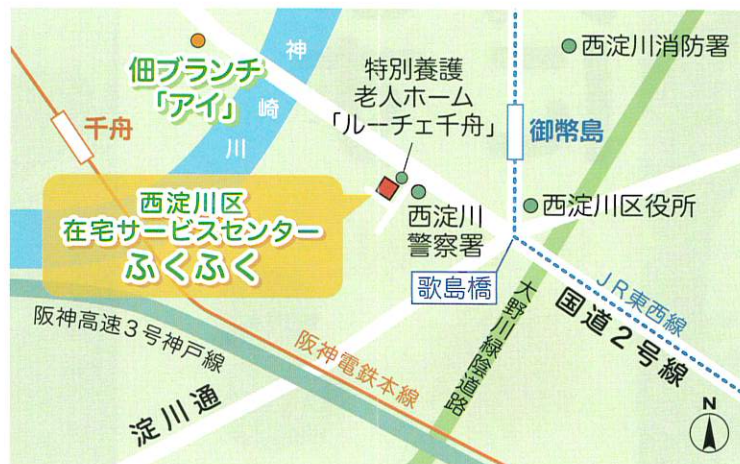 佃ブランチ
「アイ」
神崎川
特別養護
老人ホーム
「ルーチェ千舟」
西淀川消防署
千舟
御幣島
西淀川区
在宅サービスセンター
ふくふく
西淀川
警察署
西淀川区役所
歌島橋
JR東西線
国道2号線
大野川緑陰道路
阪神高速3号神戸線
阪神電鉄本線
淀川通
N